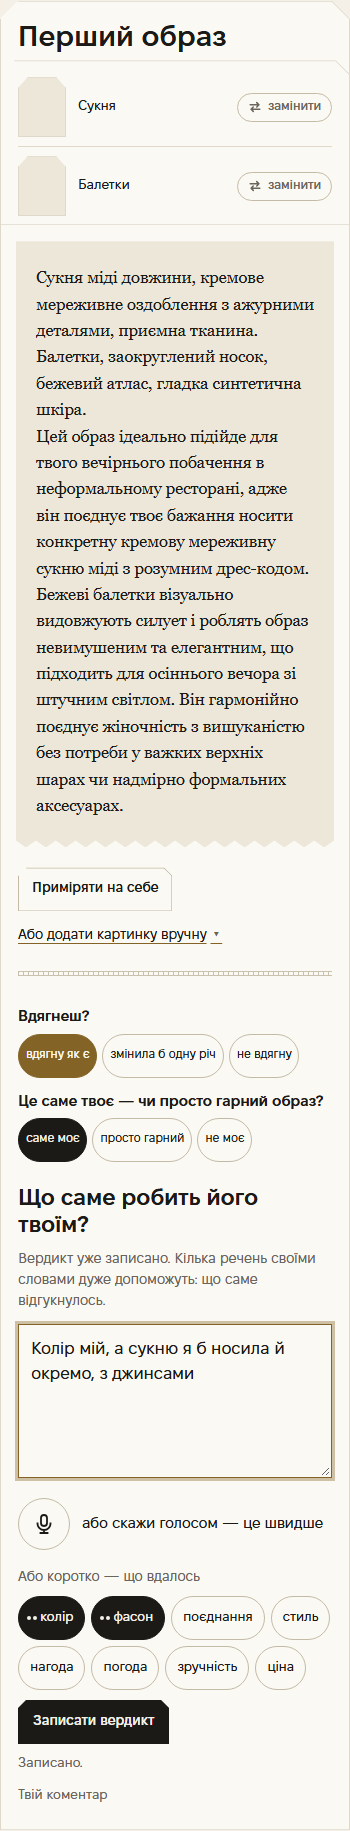 Перший образ
Сукня
замінити
Балетки
замінити
Сукня міді довжини, кремове
мереживне оздоблення з ажурними
деталями, приємна тканина.
Балетки, заокруглений носок,
бежевий атлас, гладка синтетична
шкіра.
Цей образ ідеально підійде для
твого вечірнього побачення в
неформальному ресторані, адже
він поєднує твоє бажання носити
конкретну кремову мереживну
сукню міді з розумним дрес-кодом.
Бежеві балетки візуально
видовжують силует і роблять образ
невимушеним та елегантним, що
підходить для осіннього вечора зі
штучним світлом. Він гармонійно
поєднує жіночність з вишуканістю
без потреби у важких верхніх
шарах чи надмірно формальних
аксесуарах.
Приміряти на себе
Або додати картинку вручну
Вдягнеш?
вдягну як є
змінила б одну річ
не вдягну
Це саме твоє — чи просто гарний образ?
саме моє
просто гарний
не моє
Що саме робить його
твоїм?
Вердикт уже записано. Кілька речень своїми
словами дуже допоможуть: що саме
відгукнулось.
Колір мій, а сукню я б носила й
окремо, з джинсами
або скажи голосом — це швидше
Або коротко — що вдалось
колір
фасон
поєднання
стиль
нагода
погода
зручність
ціна
Записати вердикт
Записано.
Твій коментар